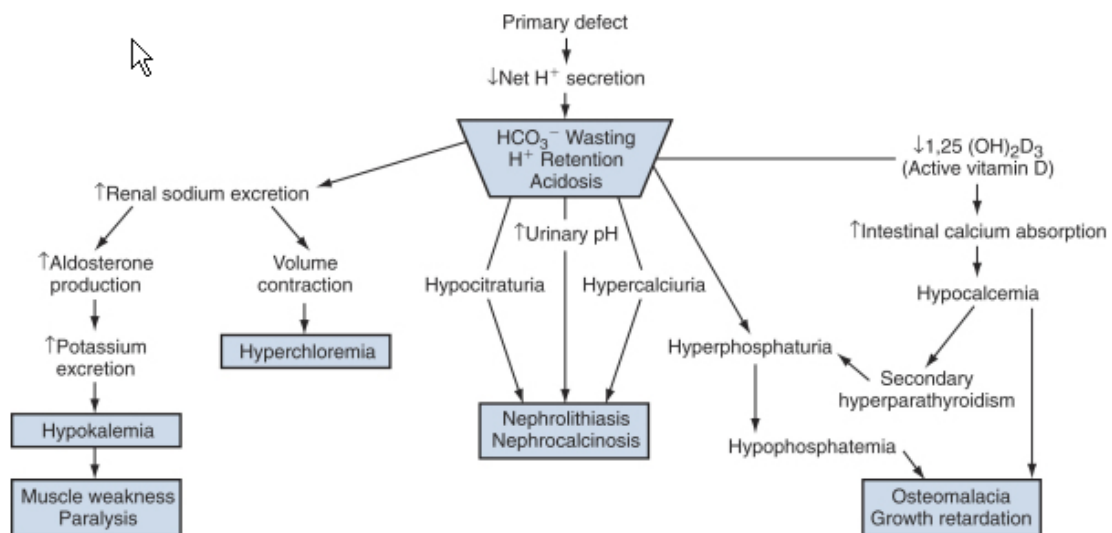 Primary defect
↓Net H⁺ secretion
HCO₃⁻ Wasting
H⁺ Retention
Acidosis
↓1,25 (OH)₂D₃
(Active vitamin D)
↑Renal sodium excretion
↑Urinary pH
↑Intestinal calcium absorption
↑Aldosterone
production
Volume
contraction
Hypocitraturia
Hypercalciuria
Hypocalcemia
↑Potassium
excretion
Hyperchloremia
Hyperphosphaturia
Secondary
hyperparathyroidism
Hypokalemia
Nephrolithiasis
Nephrocalcinosis
Hypophosphatemia
Muscle weakness
Paralysis
Osteomalacia
Growth retardation